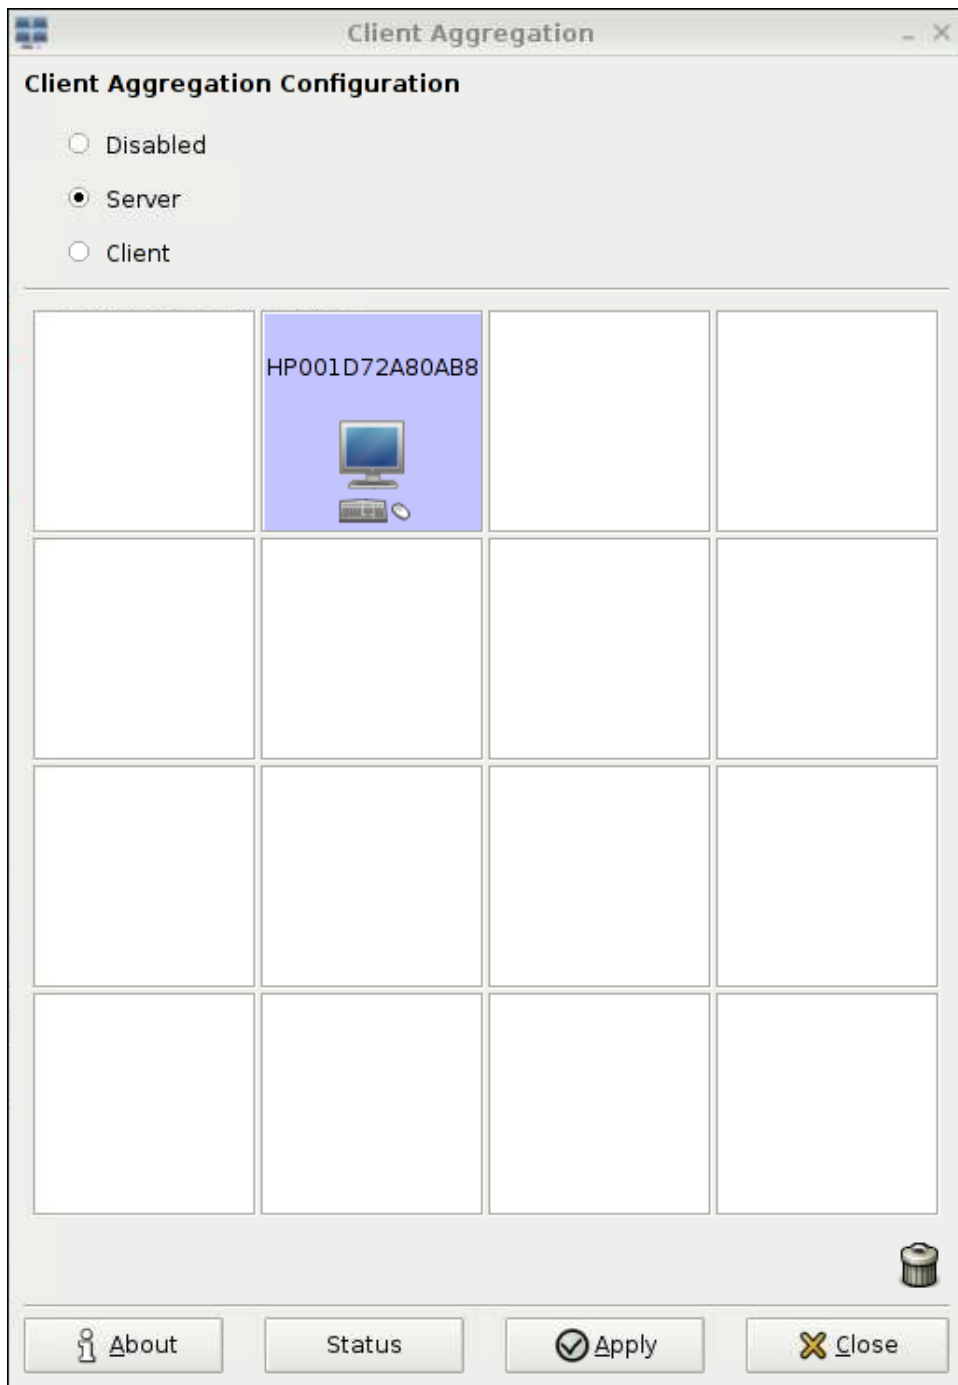 Client Aggregation
Client Aggregation Configuration
Disabled
Server
Client
HP001D72A80AB8
About
Status
Apply
Close